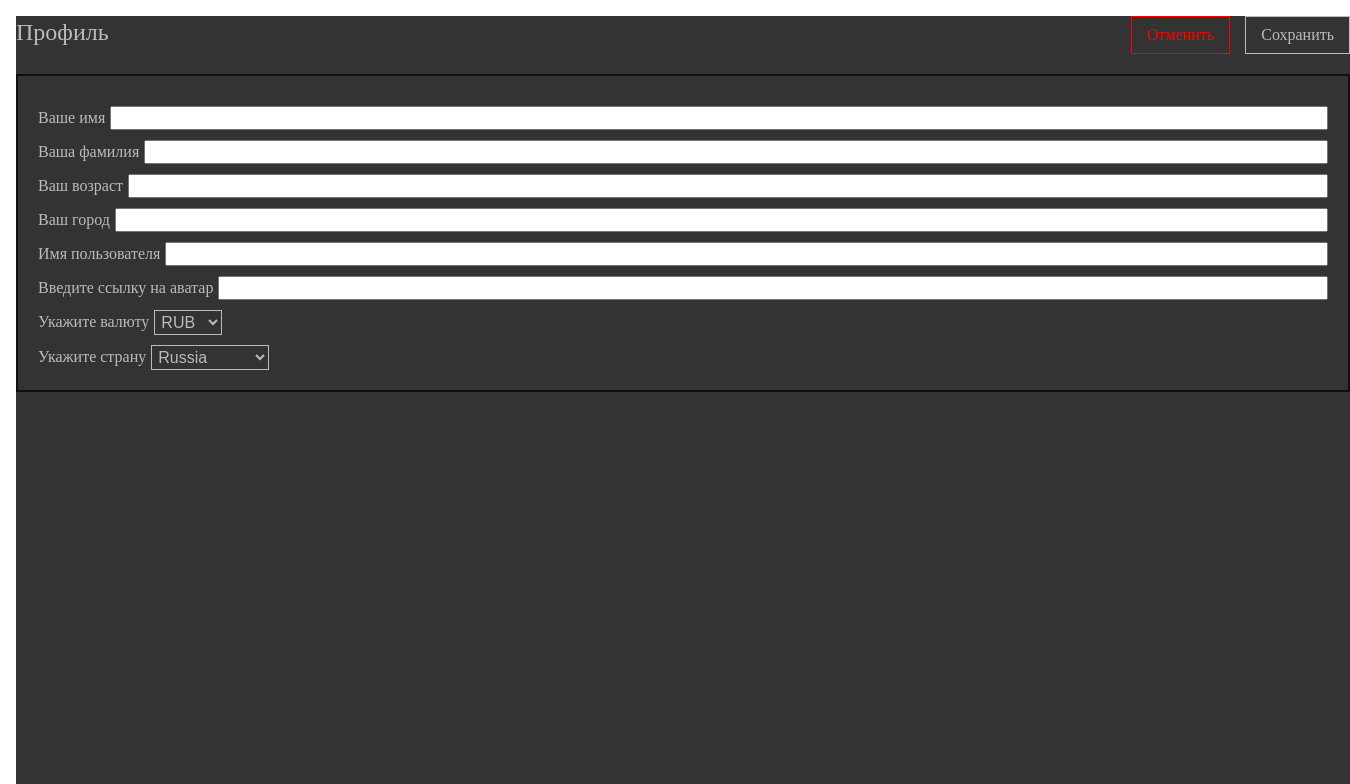 Профиль
Отменить
Сохранить
Ваше имя
Ваша фамилия
Ваш возраст
Ваш город
Имя пользователя
Введите ссылку на аватар
Укажите валюту RUB
Укажите страну Russia